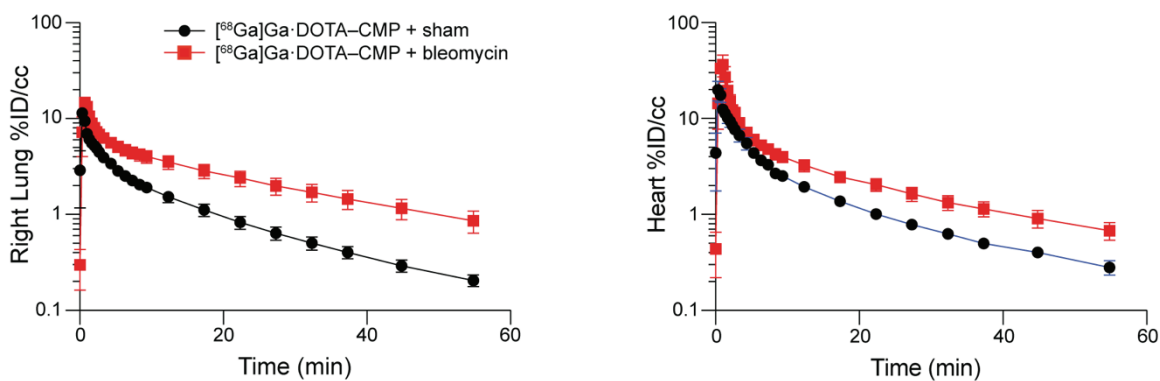 100
10
1
0.1
Right Lung %ID/cc
[⁶⁸Ga]Ga·DOTA–CMP + sham
[⁶⁸Ga]Ga·DOTA–CMP + bleomycin
0
20
40
60
Time (min)
100
10
1
0.1
Heart %ID/cc
0
20
40
60
Time (min)